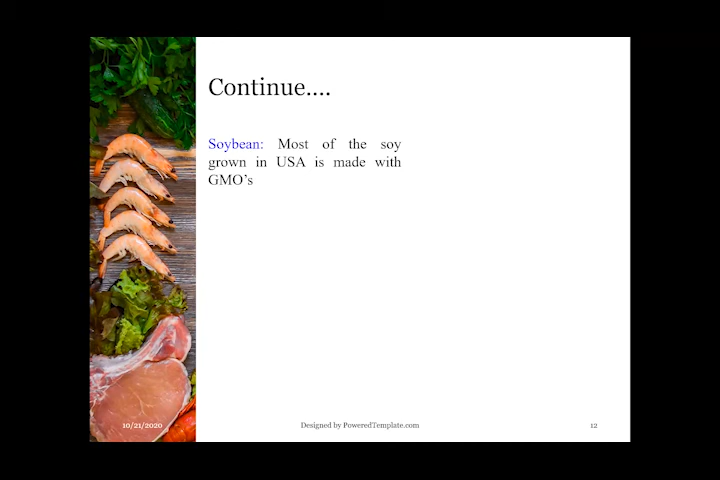 Continue....
Soybean: Most of the soy
grown in USA is made with
GMO's
10/21/2020
Designed by PoweredTemplate.com
12